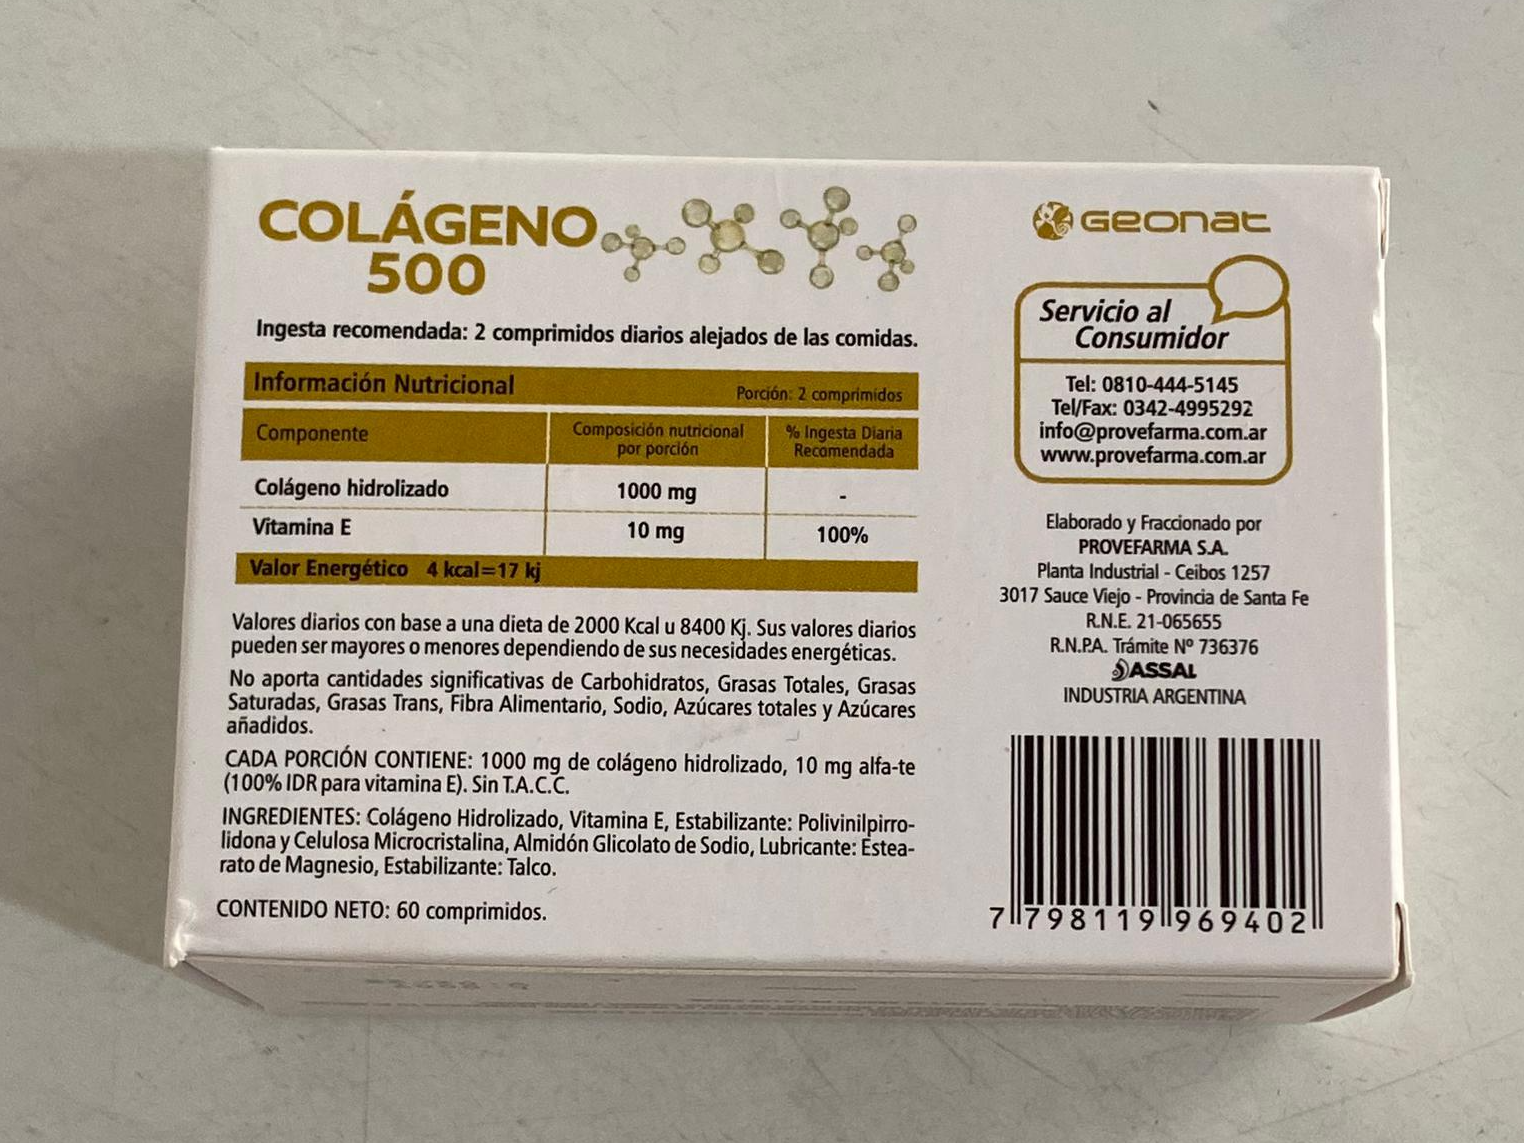 COLÁGENO
500
Ingesta recomendada: 2 comprimidos diarios alejados de las comidas.
Información Nutricional Porción: 2 comprimidos
Componente
Composición nutricional
por porción
% Ingesta Diaria
Recomendada
Colágeno hidrolizado 1000 mg -
Vitamina E 10 mg 100%
Valor Energético 4 kcal=17 kj
Valores diarios con base a una dieta de 2000 Kcal u 8400 Kj. Sus valores diarios
pueden ser mayores o menores dependiendo de sus necesidades energéticas.
No aporta cantidades significativas de Carbohidratos, Grasas Totales, Grasas
Saturadas, Grasas Trans, Fibra Alimentario, Sodio, Azúcares totales y Azúcares
añadidos.
CADA PORCIÓN CONTIENE: 1000 mg de colágeno hidrolizado, 10 mg alfa-te
(100% IDR para vitamina E). Sin T.A.C.C.
INGREDIENTES: Colágeno Hidrolizado, Vitamina E, Estabilizante: Polivinilpirro-
lidona y Celulosa Microcristalina, Almidón Glicolato de Sodio, Lubricante: Estea-
rato de Magnesio, Estabilizante: Talco.
CONTENIDO NETO: 60 comprimidos.
Geonat
Servicio al
Consumidor
Tel: 0810-444-5145
Tel/Fax: 0342-4995292
info@provefarma.com.ar
www.provefarma.com.ar
Elaborado y Fraccionado por
PROVEFARMA S.A.
Planta Industrial - Ceibos 1257
3017 Sauce Viejo - Provincia de Santa Fe
R.N.E. 21-065655
R.N.P.A. Trámite Nº 736376
ASSAL
INDUSTRIA ARGENTINA
7 798119 969402